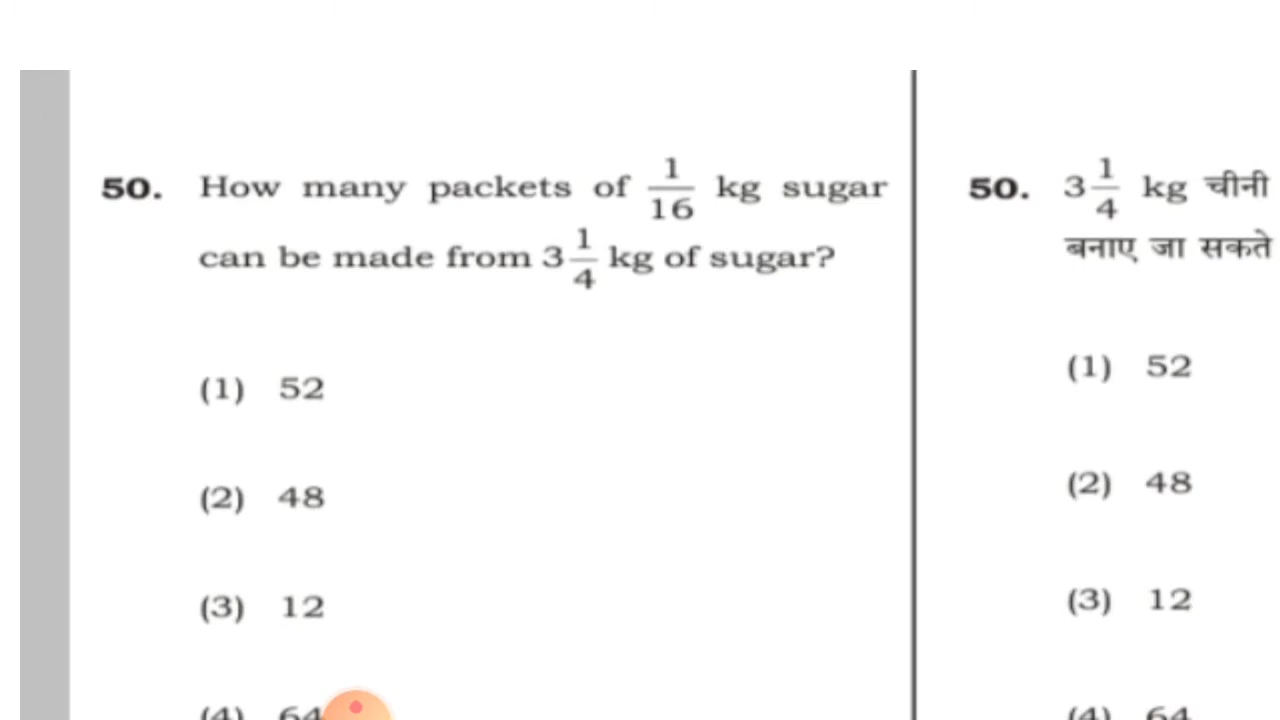 50. How many packets of 1/16 kg sugar
can be made from 3 1/4 kg of sugar?
(1) 52
(2) 48
(3) 12
(4) 64
50. 3 1/4 kg चीनी
बनाए जा सकते
(1) 52
(2) 48
(3) 12
(4) 64